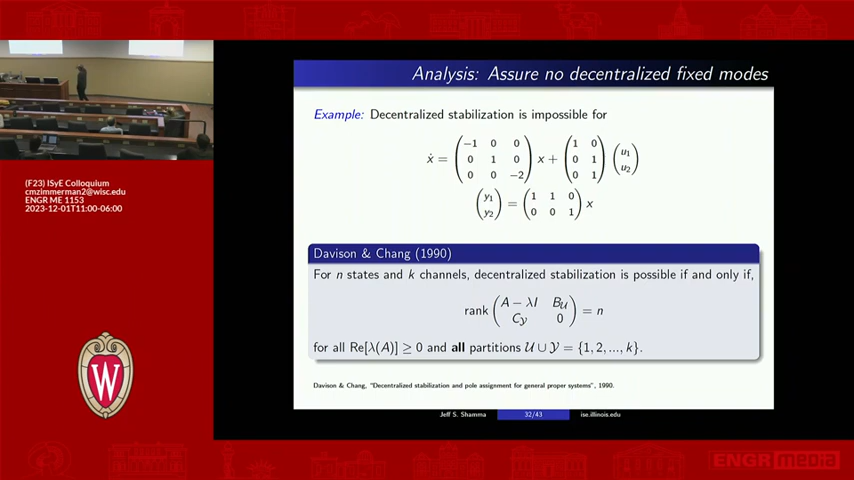 Analysis: Assure no decentralized fixed modes
Example: Decentralized stabilization is impossible for
ẋ = (−1 0 0; 0 1 0; 0 0 −2) x + (1 0; 0 1; 0 1) (u₁; u₂)
(y₁; y₂) = (1 1 0; 0 0 1) x
Davison & Chang (1990)
For n states and k channels, decentralized stabilization is possible if and only if,
rank (A − λI B_𝒰; C_𝒴 0) = n
for all Re[λ(A)] ≥ 0 and all partitions 𝒰 ∪ 𝒴 = {1, 2, ..., k}.
Davison & Chang, "Decentralized stabilization and pole assignment for general proper systems", 1990.
Jeff S. Shamma 32/43 ise.illinois.edu
(F23) ISyE Colloquium
cmzimmerman2@wisc.edu
ENGR ME 1153
2023-12-01T11:00-06:00
W
ENGR media